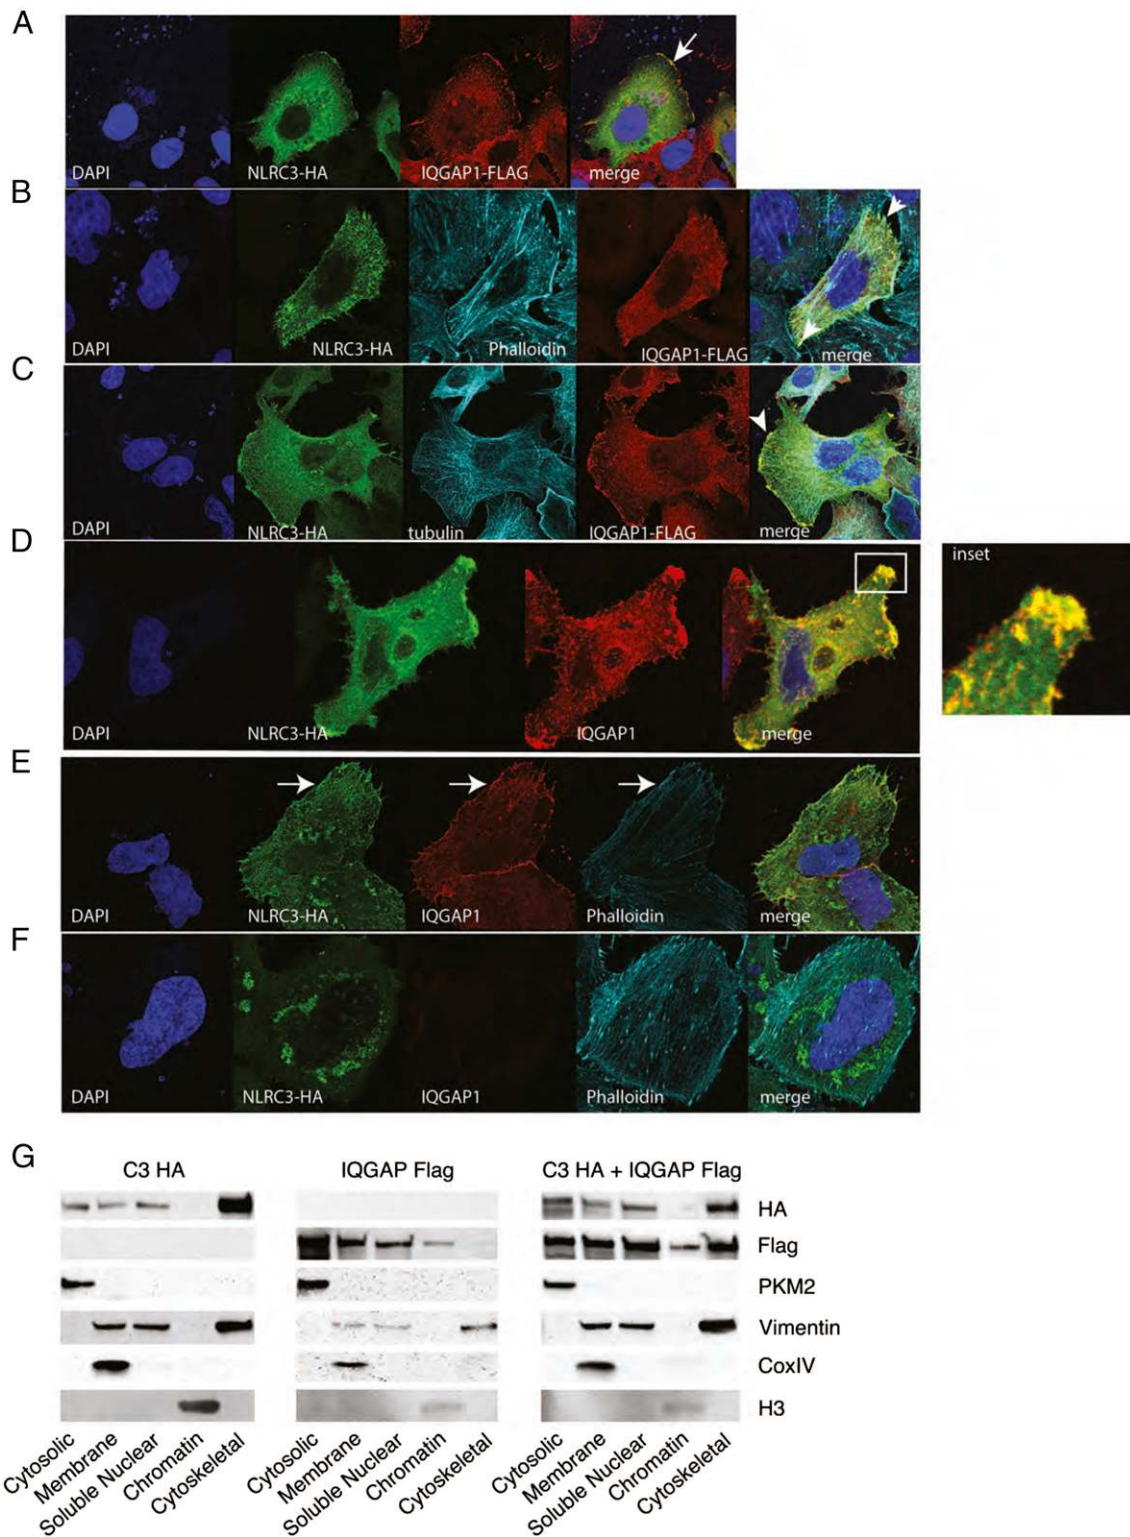 A
DAPI NLRC3-HA IQGAP1-FLAG merge
B
DAPI NLRC3-HA Phalloidin IQGAP1-FLAG merge
C
DAPI NLRC3-HA tubulin IQGAP1-FLAG merge
D
inset
DAPI NLRC3-HA IQGAP1 merge
E
DAPI NLRC3-HA IQGAP1 Phalloidin merge
F
DAPI NLRC3-HA IQGAP1 Phalloidin merge
G
C3 HA IQGAP Flag C3 HA + IQGAP Flag
HA
Flag
PKM2
Vimentin
CoxIV
H3
Cytosolic Membrane Soluble Nuclear Chromatin Cytoskeletal Cytosolic Membrane Soluble Nuclear Chromatin Cytoskeletal Cytosolic Membrane Soluble Nuclear Chromatin Cytoskeletal